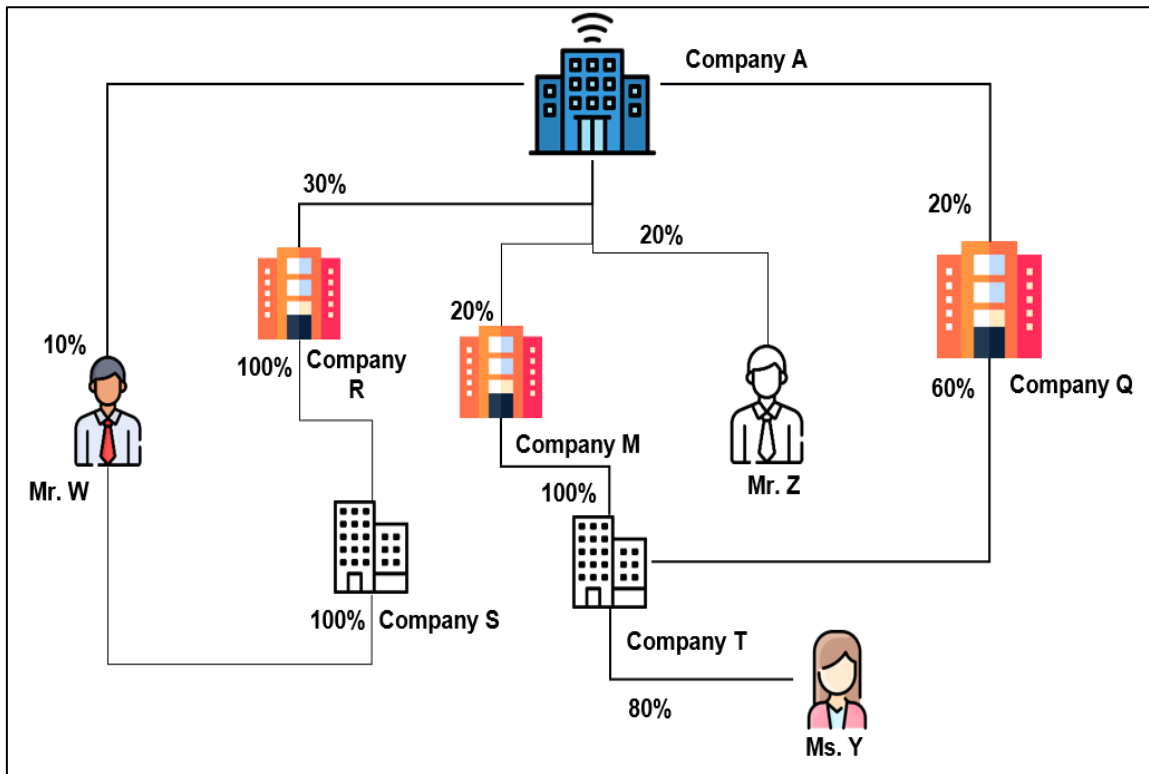 Company A
30%
20%
20%
20%
10%
100%
Company
R
60%
Company Q
Company M
Mr. W
100%
Mr. Z
100%
Company S
Company T
80%
Ms. Y